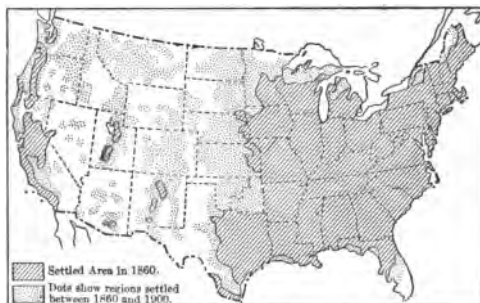 Settled Area in 1860.
Dots show regions settled
between 1860 and 1900.